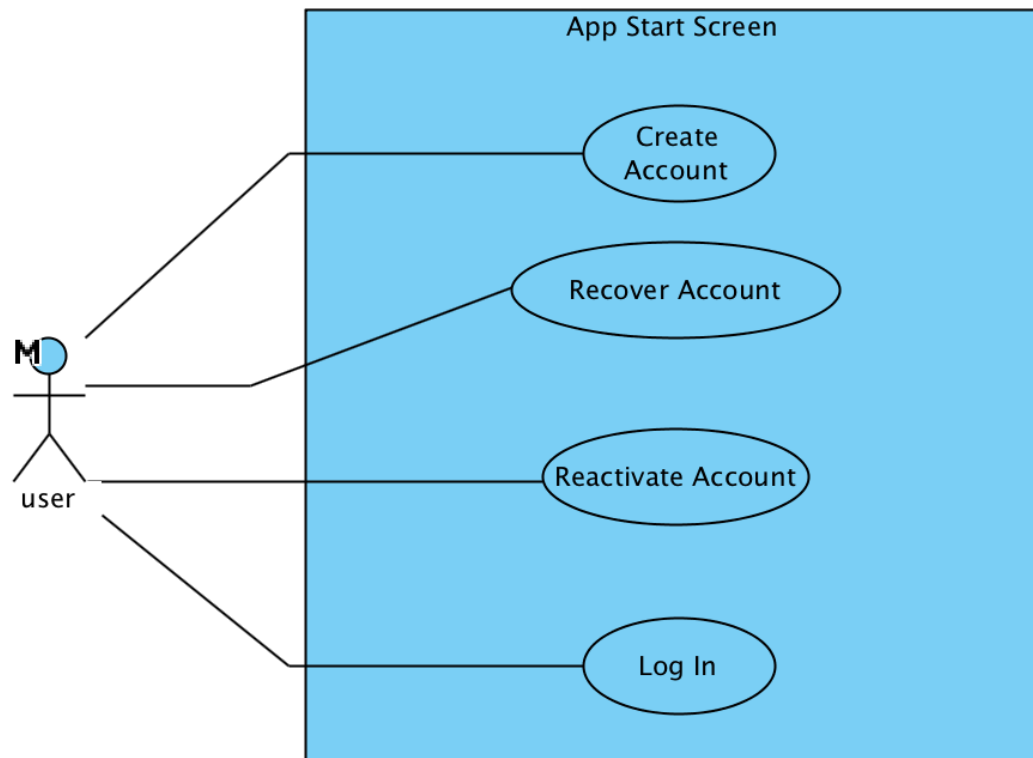 App Start Screen
Create
Account
Recover Account
M
Reactivate Account
user
Log In